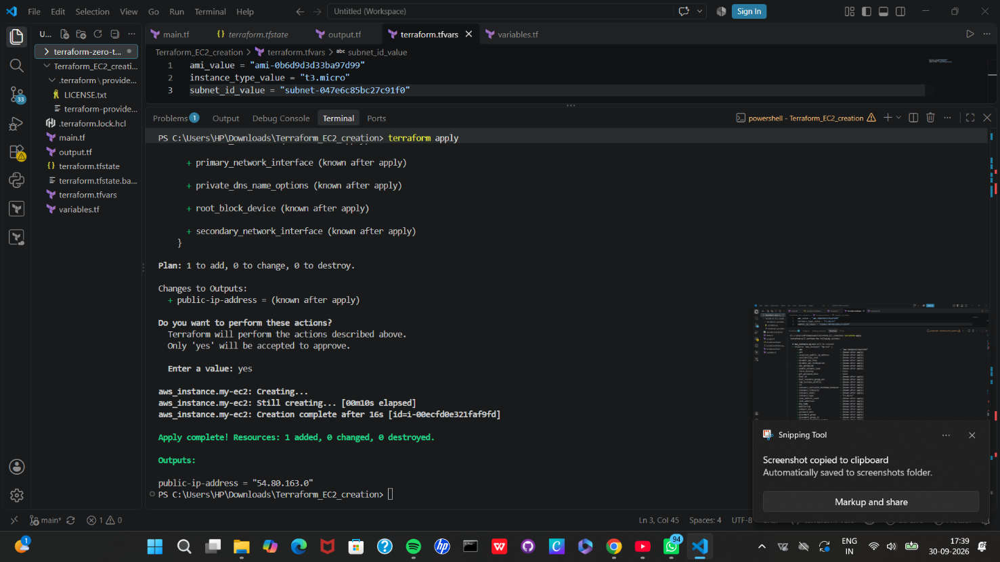 File Edit Selection View Go Run Terminal Help
Untitled (Workspace)
Sign In
U...
main.tf
terraform.tfstate
output.tf
terraform.tfvars
variables.tf
terraform-zero-t...
Terraform_EC2_creati...
.terraform \ provide...
LICENSE.txt
terraform-provide...
.terraform.lock.hcl
main.tf
output.tf
terraform.tfstate
terraform.tfstate.ba...
terraform.tfvars
variables.tf
33
Terraform_EC2_creation > terraform.tfvars > abc subnet_id_value
1 ami_value = "ami-0b6d9d3d33ba97d99"
2 instance_type_value = "t3.micro"
3 subnet_id_value = "subnet-047e6c85bc27c91f0"
Problems 1 Output Debug Console Terminal Ports
powershell - Terraform_EC2_creation
PS C:\Users\HP\Downloads\Terraform_EC2_creation> terraform apply
+ primary_network_interface (known after apply)
+ private_dns_name_options (known after apply)
+ root_block_device (known after apply)
+ secondary_network_interface (known after apply)
}
Plan: 1 to add, 0 to change, 0 to destroy.
Changes to Outputs:
+ public-ip-address = (known after apply)
Do you want to perform these actions?
Terraform will perform the actions described above.
Only 'yes' will be accepted to approve.
Enter a value: yes
aws_instance.my-ec2: Creating...
aws_instance.my-ec2: Still creating... [00m10s elapsed]
aws_instance.my-ec2: Creation complete after 16s [id=i-00ecfd0e321faf9fd]
Apply complete! Resources: 1 added, 0 changed, 0 destroyed.
Outputs:
public-ip-address = "54.80.163.0"
PS C:\Users\HP\Downloads\Terraform_EC2_creation>
Snipping Tool
Screenshot copied to clipboard
Automatically saved to screenshots folder.
Markup and share
main* 1 0
Ln 3, Col 45 Spaces: 4 UTF-8
1
94
ENG
IN
17:39
30-09-2026